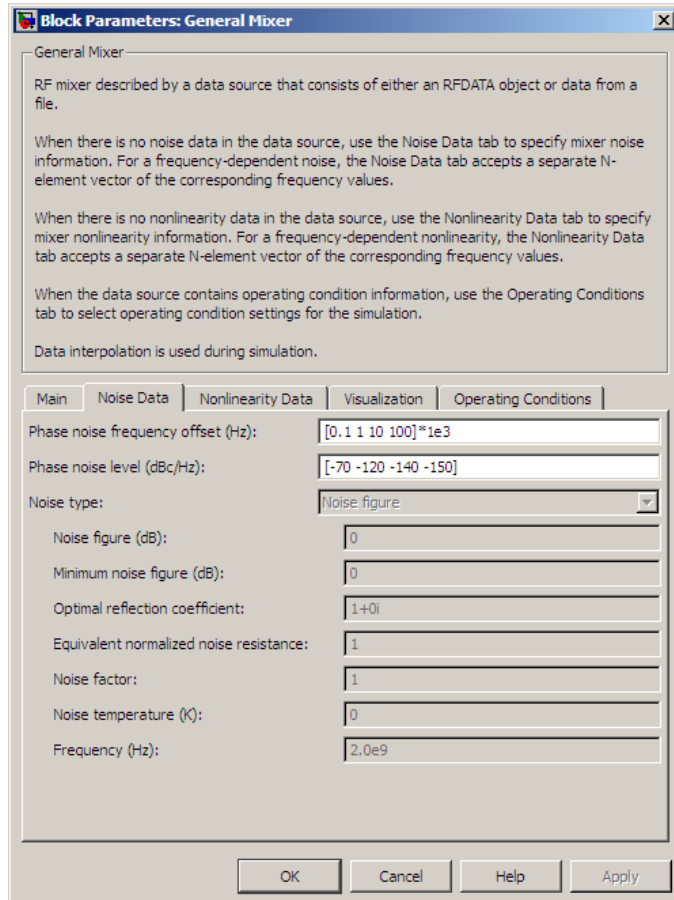 Block Parameters: General Mixer
General Mixer
RF mixer described by a data source that consists of either an RFDATA object or data from a
file.
When there is no noise data in the data source, use the Noise Data tab to specify mixer noise
information. For a frequency-dependent noise, the Noise Data tab accepts a separate N-
element vector of the corresponding frequency values.
When there is no nonlinearity data in the data source, use the Nonlinearity Data tab to specify
mixer nonlinearity information. For a frequency-dependent nonlinearity, the Nonlinearity Data
tab accepts a separate N-element vector of the corresponding frequency values.
When the data source contains operating condition information, use the Operating Conditions
tab to select operating condition settings for the simulation.
Data interpolation is used during simulation.
Main Noise Data Nonlinearity Data Visualization Operating Conditions
Phase noise frequency offset (Hz): [0.1 1 10 100]*1e3
Phase noise level (dBc/Hz): [-70 -120 -140 -150]
Noise type: Noise figure
Noise figure (dB): 0
Minimum noise figure (dB): 0
Optimal reflection coefficient: 1+0i
Equivalent normalized noise resistance: 1
Noise factor: 1
Noise temperature (K): 0
Frequency (Hz): 2.0e9
OK Cancel Help Apply